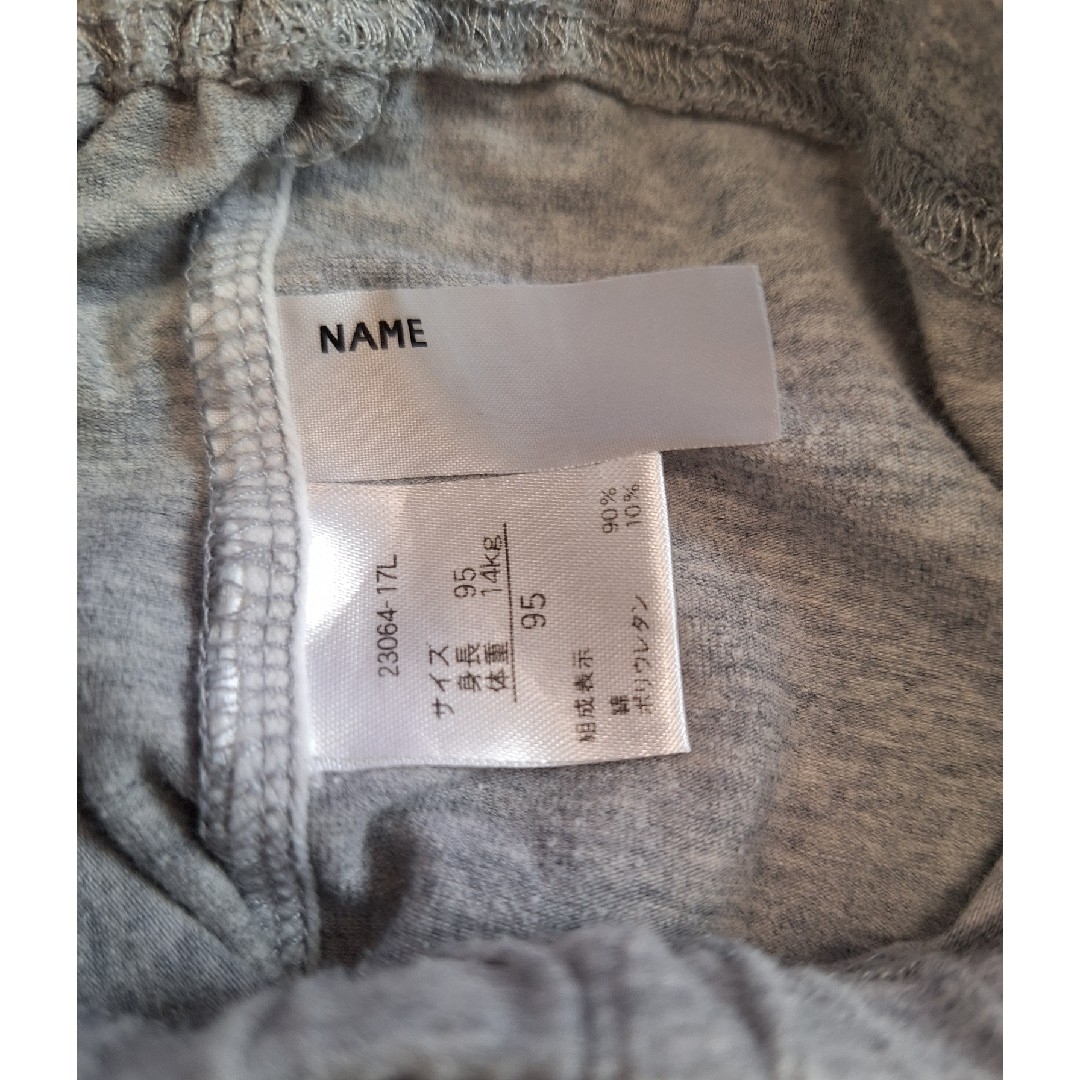 NAME
23064-17L
サイズ
身長 95
体重 14kg
95
組成表示
綿 90%
ポリウレタン 10%